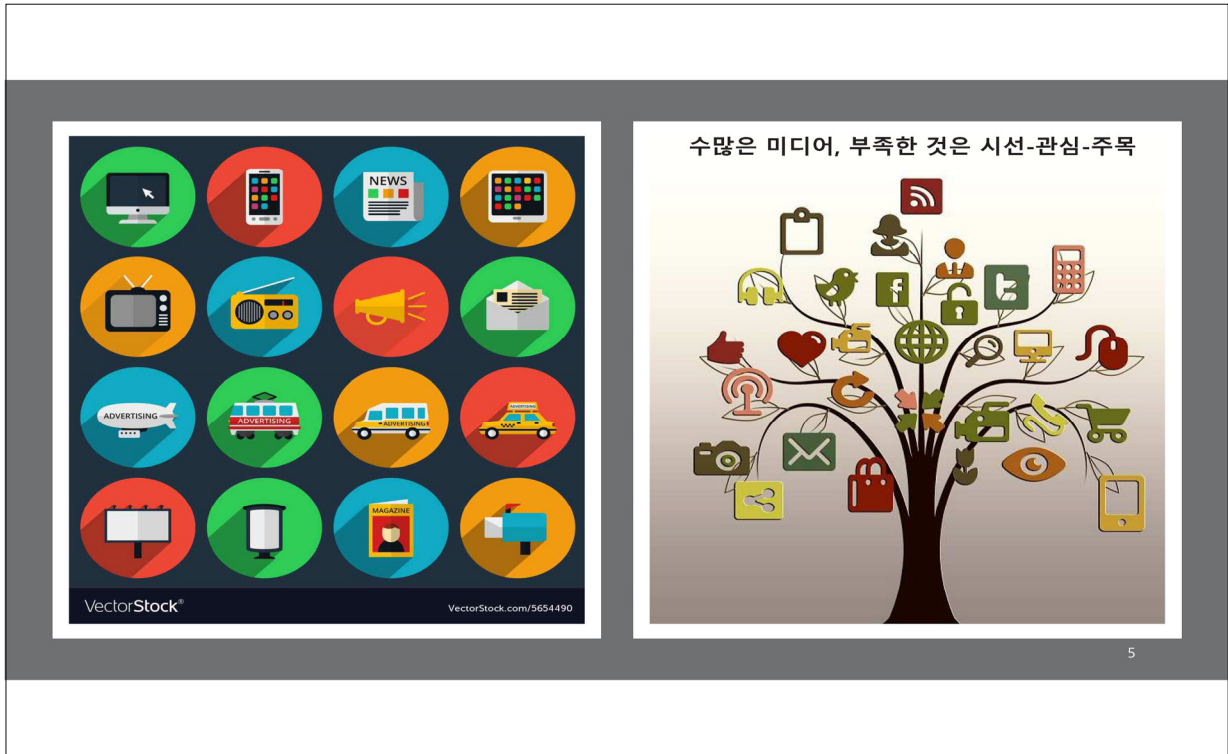 수많은 미디어, 부족한 것은 시선-관심-주목
NEWS
ADVERTISING
ADVERTISING
ADVERTISING
ADVERTISING
MAGAZINE
VectorStock®
VectorStock.com/5654490
5